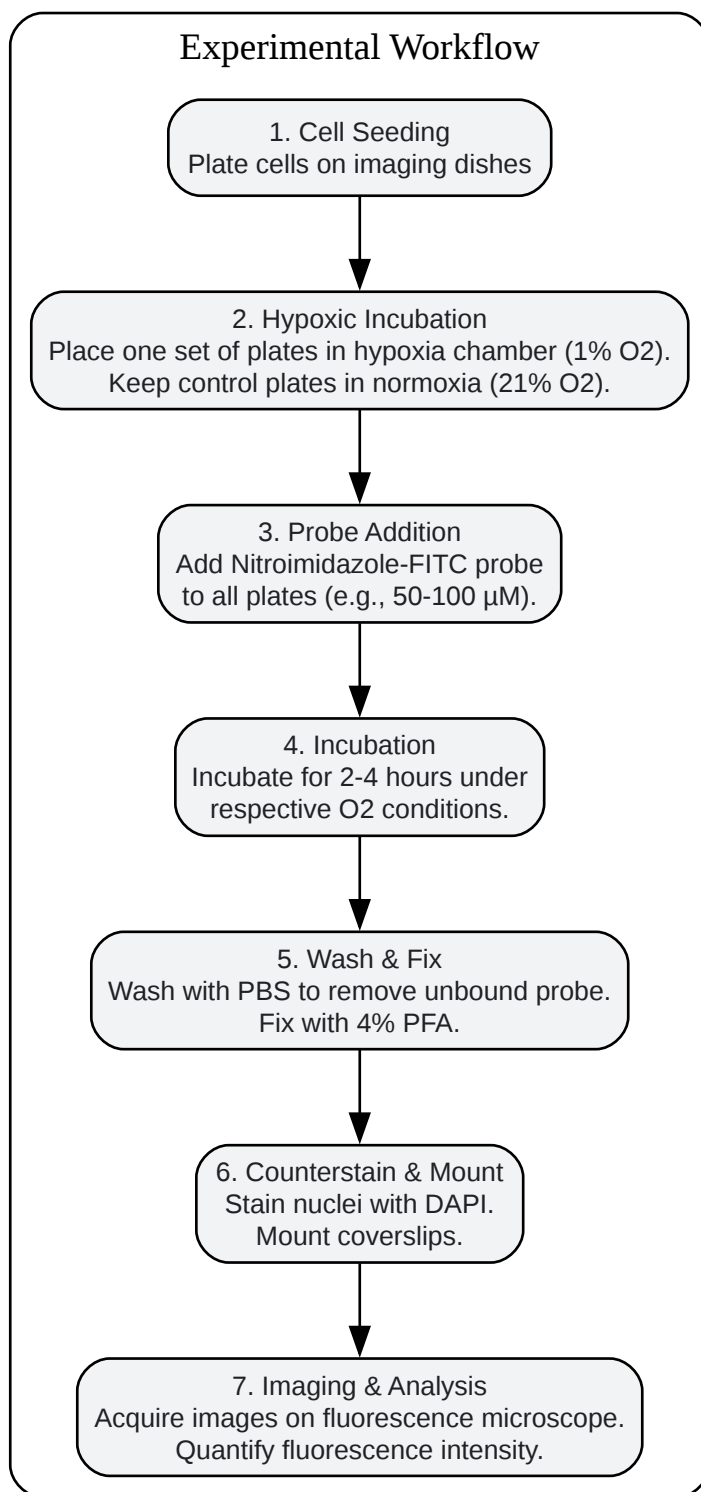 Experimental Workflow
1. Cell Seeding
Plate cells on imaging dishes
2. Hypoxic Incubation
Place one set of plates in hypoxia chamber (1% O2).
Keep control plates in normoxia (21% O2).
3. Probe Addition
Add Nitroimidazole-FITC probe
to all plates (e.g., 50-100 µM).
4. Incubation
Incubate for 2-4 hours under
respective O2 conditions.
5. Wash & Fix
Wash with PBS to remove unbound probe.
Fix with 4% PFA.
6. Counterstain & Mount
Stain nuclei with DAPI.
Mount coverslips.
7. Imaging & Analysis
Acquire images on fluorescence microscope.
Quantify fluorescence intensity.